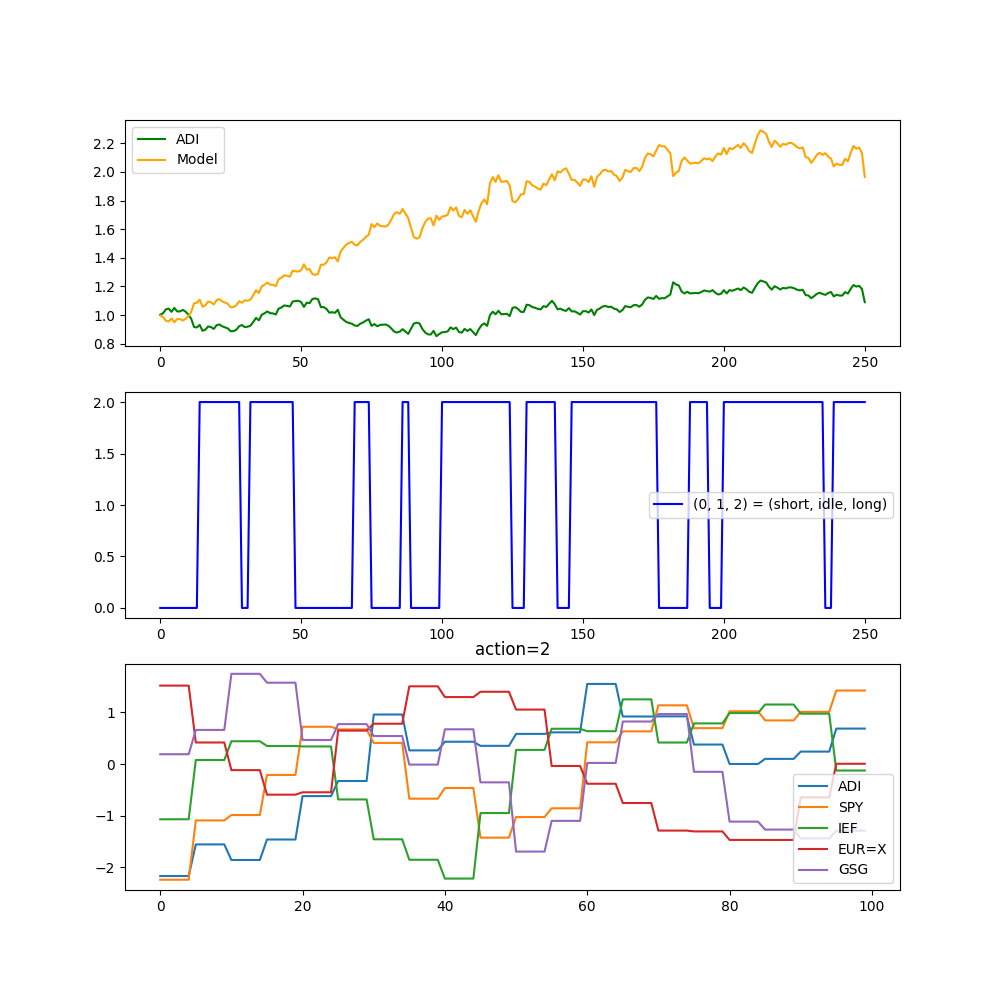 ADI
Model
2.2
2.0
1.8
1.6
1.4
1.2
1.0
0.8
0 50 100 150 200 250
2.0
1.5
1.0
0.5
0.0
(0, 1, 2) = (short, idle, long)
0 50 100 150 200 250
action=2
1
0
−1
−2
ADI
SPY
IEF
EUR=X
GSG
0 20 40 60 80 100